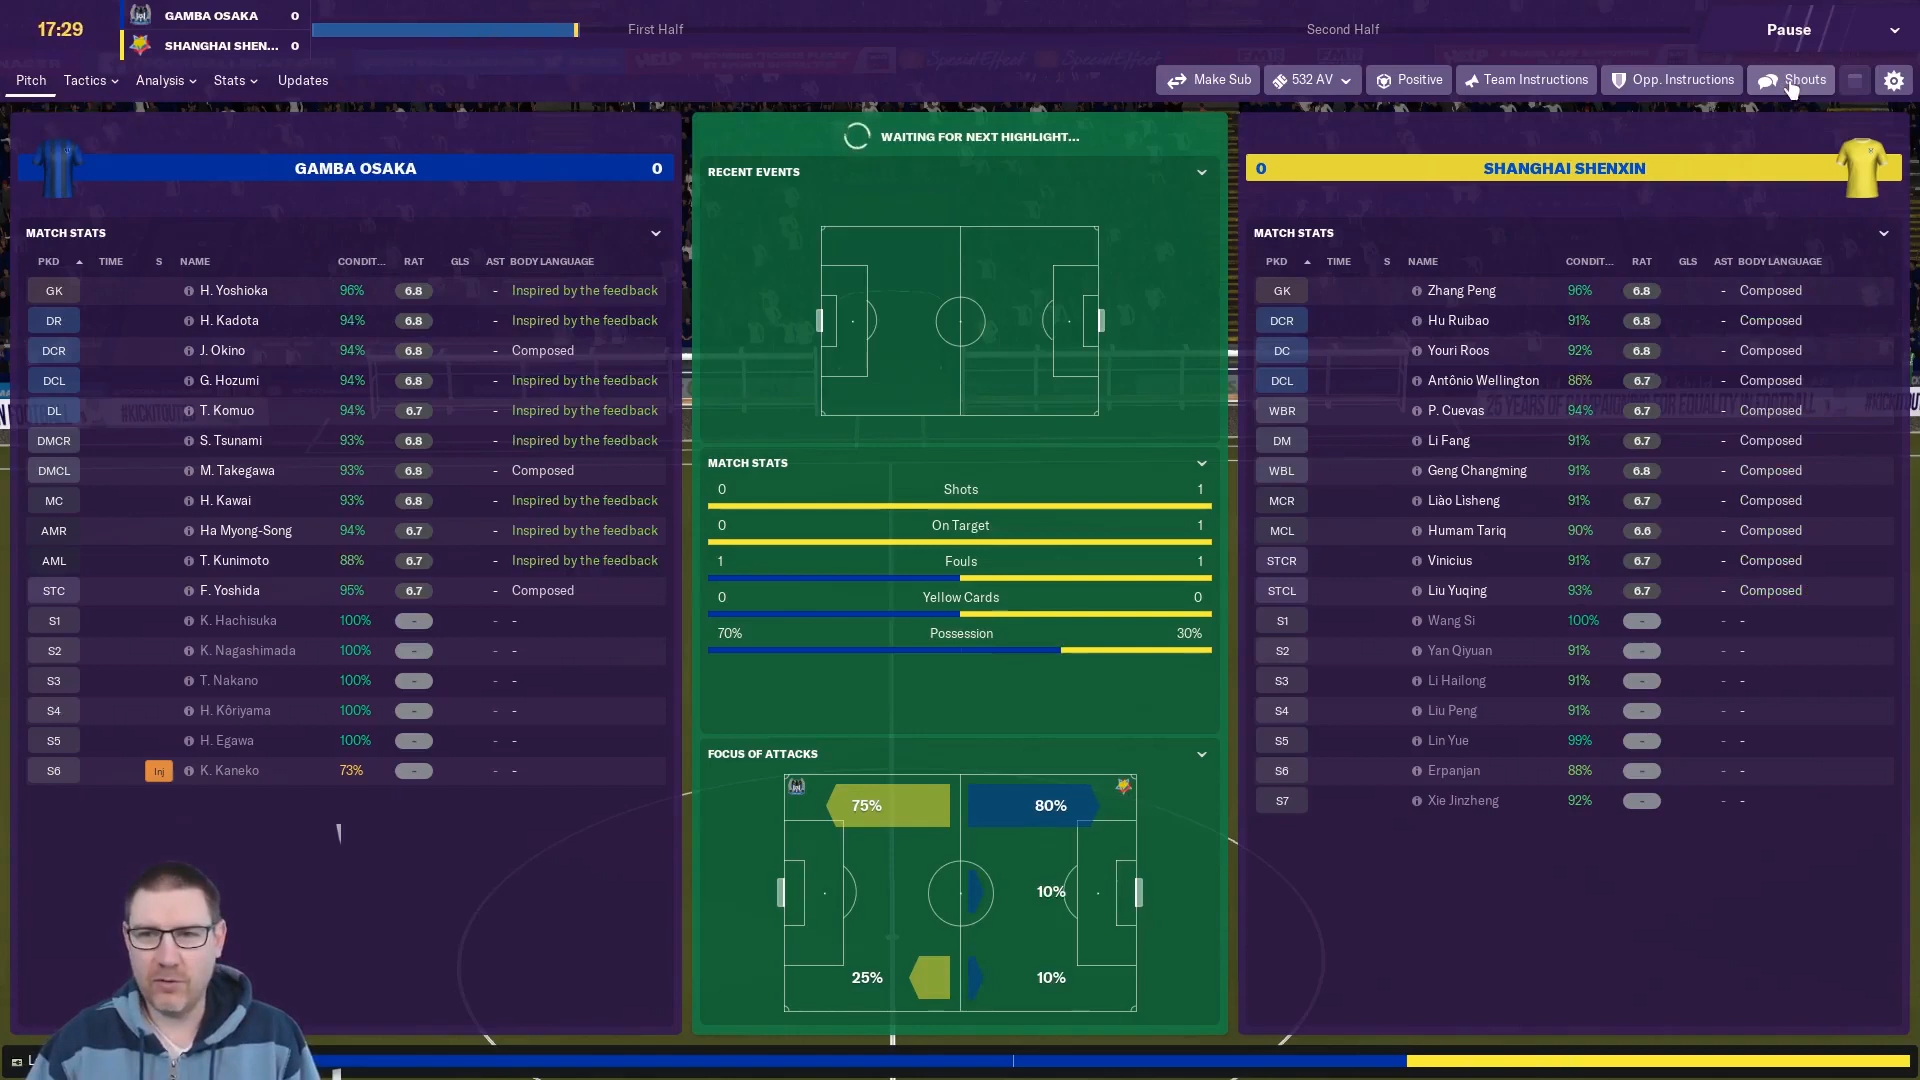 17:29
GAMBA OSAKA 0
SHANGHAI SHEN... 0
First Half
Second Half
Pause
Pitch Tactics Analysis Stats Updates
Make Sub 532 AV Positive Team Instructions Opp. Instructions Shouts
GAMBA OSAKA 0
MATCH STATS
PKD TIME S NAME CONDIT... RAT GLS AST BODY LANGUAGE
GK H. Yoshioka 96% 6.8 - Inspired by the feedback
DR H. Kadota 94% 6.8 - Inspired by the feedback
DCR J. Okino 94% 6.8 - Composed
DCL G. Hozumi 94% 6.8 - Inspired by the feedback
DL T. Komuo 94% 6.7 - Inspired by the feedback
DMCR S. Tsunami 93% 6.8 - Inspired by the feedback
DMCL M. Takegawa 93% 6.8 - Composed
MC H. Kawai 93% 6.8 - Inspired by the feedback
AMR Ha Myong-Song 94% 6.7 - Inspired by the feedback
AML T. Kunimoto 88% 6.7 - Inspired by the feedback
STC F. Yoshida 95% 6.7 - Composed
S1 K. Hachisuka 100% - - -
S2 K. Nagashimada 100% - - -
S3 T. Nakano 100% - - -
S4 H. Kôriyama 100% - - -
S5 H. Egawa 100% - - -
S6 Inj K. Kaneko 73% - - -
WAITING FOR NEXT HIGHLIGHT...
RECENT EVENTS
MATCH STATS
0 Shots 1
0 On Target 1
1 Fouls 1
0 Yellow Cards 0
70% Possession 30%
FOCUS OF ATTACKS
75% 80%
10%
25% 10%
0 SHANGHAI SHENXIN
MATCH STATS
PKD TIME S NAME CONDIT... RAT GLS AST BODY LANGUAGE
GK Zhang Peng 96% 6.8 - Composed
DCR Hu Ruibao 91% 6.8 - Composed
DC Youri Roos 92% 6.8 - Composed
DCL Antônio Wellington 86% 6.7 - Composed
WBR P. Cuevas 94% 6.7 - Composed
DM Li Fang 91% 6.7 - Composed
WBL Geng Changming 91% 6.8 - Composed
MCR Liào Lìsheng 91% 6.7 - Composed
MCL Humam Tariq 90% 6.6 - Composed
STCR Vinicius 91% 6.7 - Composed
STCL Liu Yuqing 93% 6.7 - Composed
S1 Wang Si 100% - - -
S2 Yan Qiyuan 91% - - -
S3 Li Hailong 91% - - -
S4 Liu Peng 91% - - -
S5 Lin Yue 99% - - -
S6 Erpanjan 88% - - -
S7 Xie Jinzheng 92% - - -